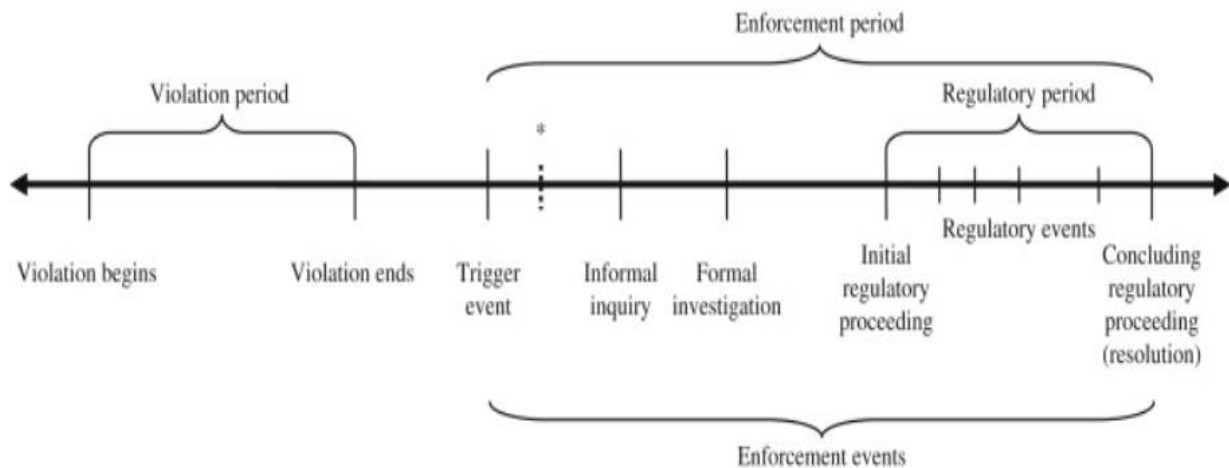 Enforcement period
Violation period
Regulatory period
*
Regulatory events
Violation begins
Violation ends
Trigger
event
Informal
inquiry
Formal
investigation
Initial
regulatory
proceeding
Concluding
regulatory
proceeding
(resolution)
Enforcement events